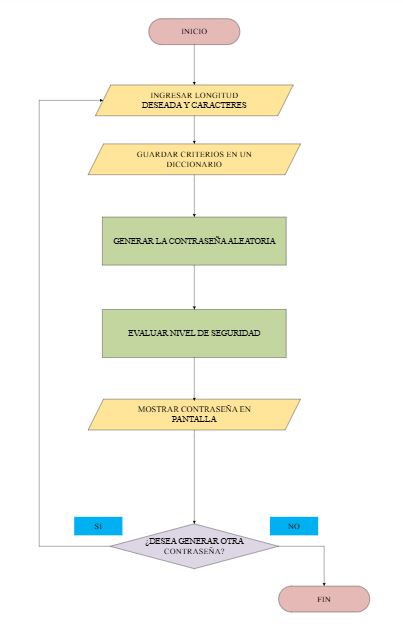 INICIO
INGRESAR LONGITUD
DESEADA Y CARACTERES
GUARDAR CRITERIOS EN UN
DICCIONARIO
GENERAR LA CONTRASEÑA ALEATORIA
EVALUAR NIVEL DE SEGURIDAD
MOSTRAR CONTRASEÑA EN
PANTALLA
SI
NO
¿DESEA GENERAR OTRA
CONTRASEÑA?
FIN